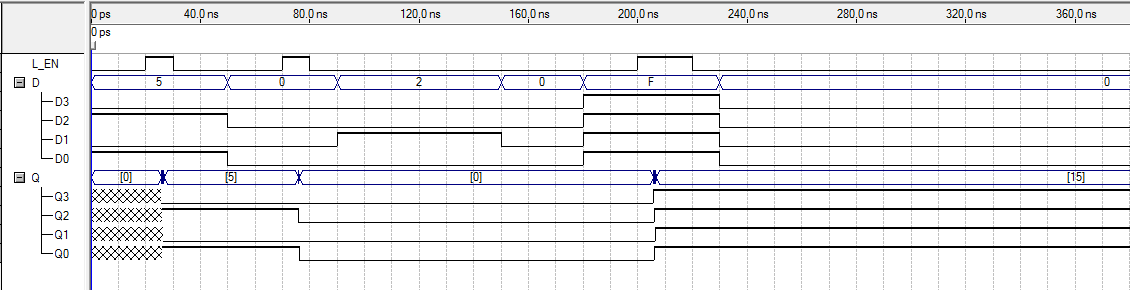 0 ps 40.0 ns 80.0 ns 120.0 ns 160.0 ns 200.0 ns 240.0 ns 280.0 ns 320.0 ns 360.0 ns
0 ps
L_EN
D 5 0 2 0 F 0
D3
D2
D1
D0
Q [0] [5] [0] [15]
Q3
Q2
Q1
Q0